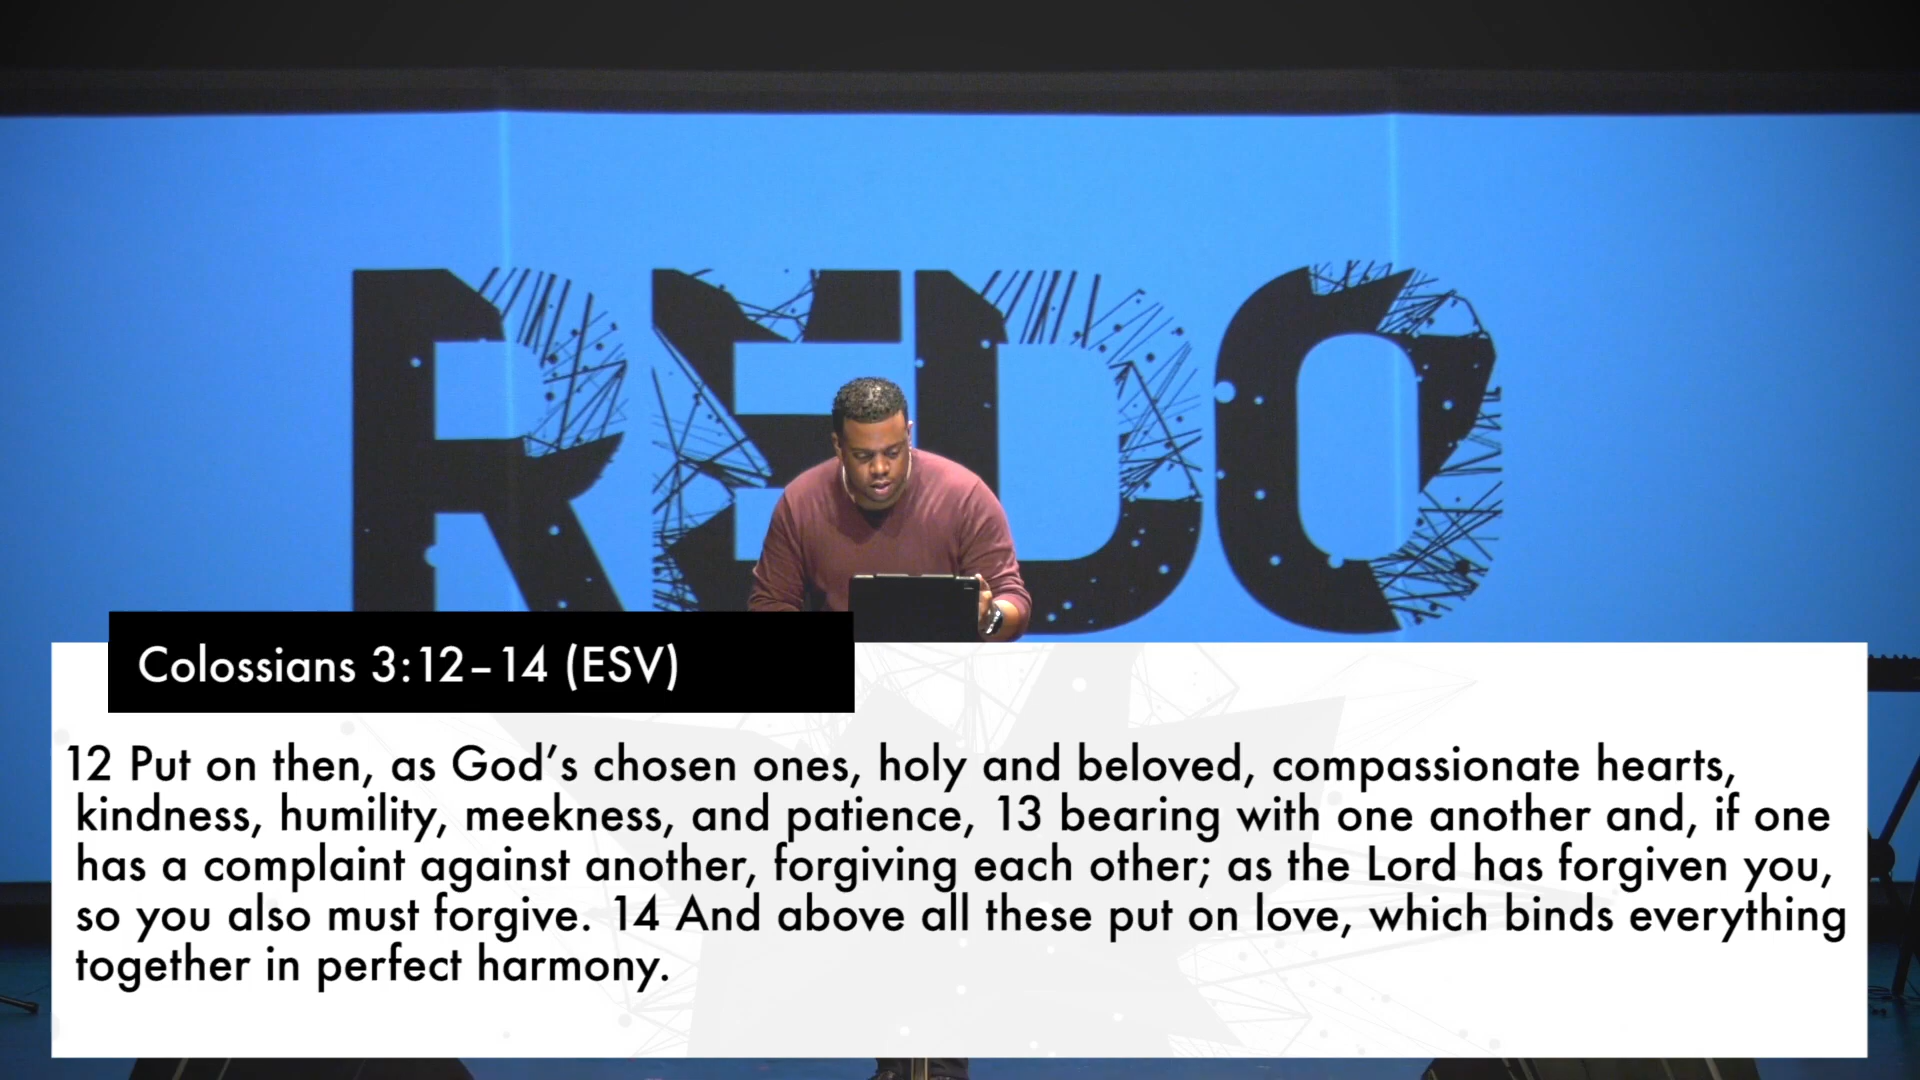 REDO
Colossians 3:12–14 (ESV)
12 Put on then, as God’s chosen ones, holy and beloved, compassionate hearts,
kindness, humility, meekness, and patience, 13 bearing with one another and, if one
has a complaint against another, forgiving each other; as the Lord has forgiven you,
so you also must forgive. 14 And above all these put on love, which binds everything
together in perfect harmony.